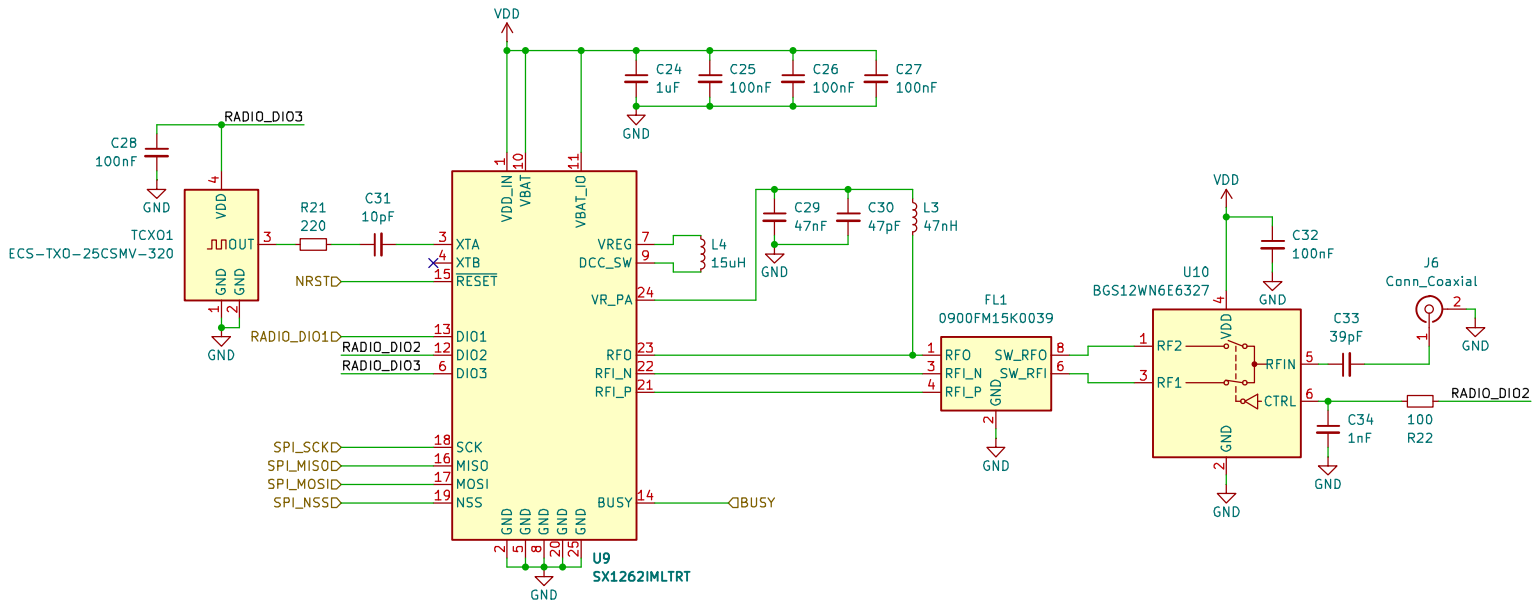 VDD
C24
1uF
C25
100nF
C26
100nF
C27
100nF
GND
RADIO_DIO3
C28
100nF
GND
4
VDD
TCXO1
ECS-TXO-25CSMV-320
OUT
3
GND
GND
1
2
GND
R21
220
C31
10pF
NRST
RADIO_DIO1
RADIO_DIO2
RADIO_DIO3
SPI_SCK
SPI_MISO
SPI_MOSI
SPI_NSS
1
10
11
VDD_IN
VBAT
VBAT_IO
3
XTA
4
XTB
15
RESET
13
DIO1
12
DIO2
6
DIO3
18
SCK
16
MISO
17
MOSI
19
NSS
VREG
7
DCC_SW
9
VR_PA
24
RFO
23
RFI_N
22
RFI_P
21
BUSY
14
BUSY
GND
GND
GND
GND
GND
2
5
8
20
25
GND
U9
SX1262IMLTRT
L4
15uH
C29
47nF
C30
47pF
L3
47nH
GND
FL1
0900FM15K0039
1
RFO
3
RFI_N
4
RFI_P
SW_RFO
8
SW_RFI
6
GND
2
GND
VDD
C32
100nF
GND
U10
BGS12WN6E6327
4
VDD
1
RF2
3
RF1
RFIN
5
CTRL
6
GND
2
GND
C33
39pF
J6
Conn_Coaxial
2
1
GND
C34
1nF
GND
100
R22
RADIO_DIO2